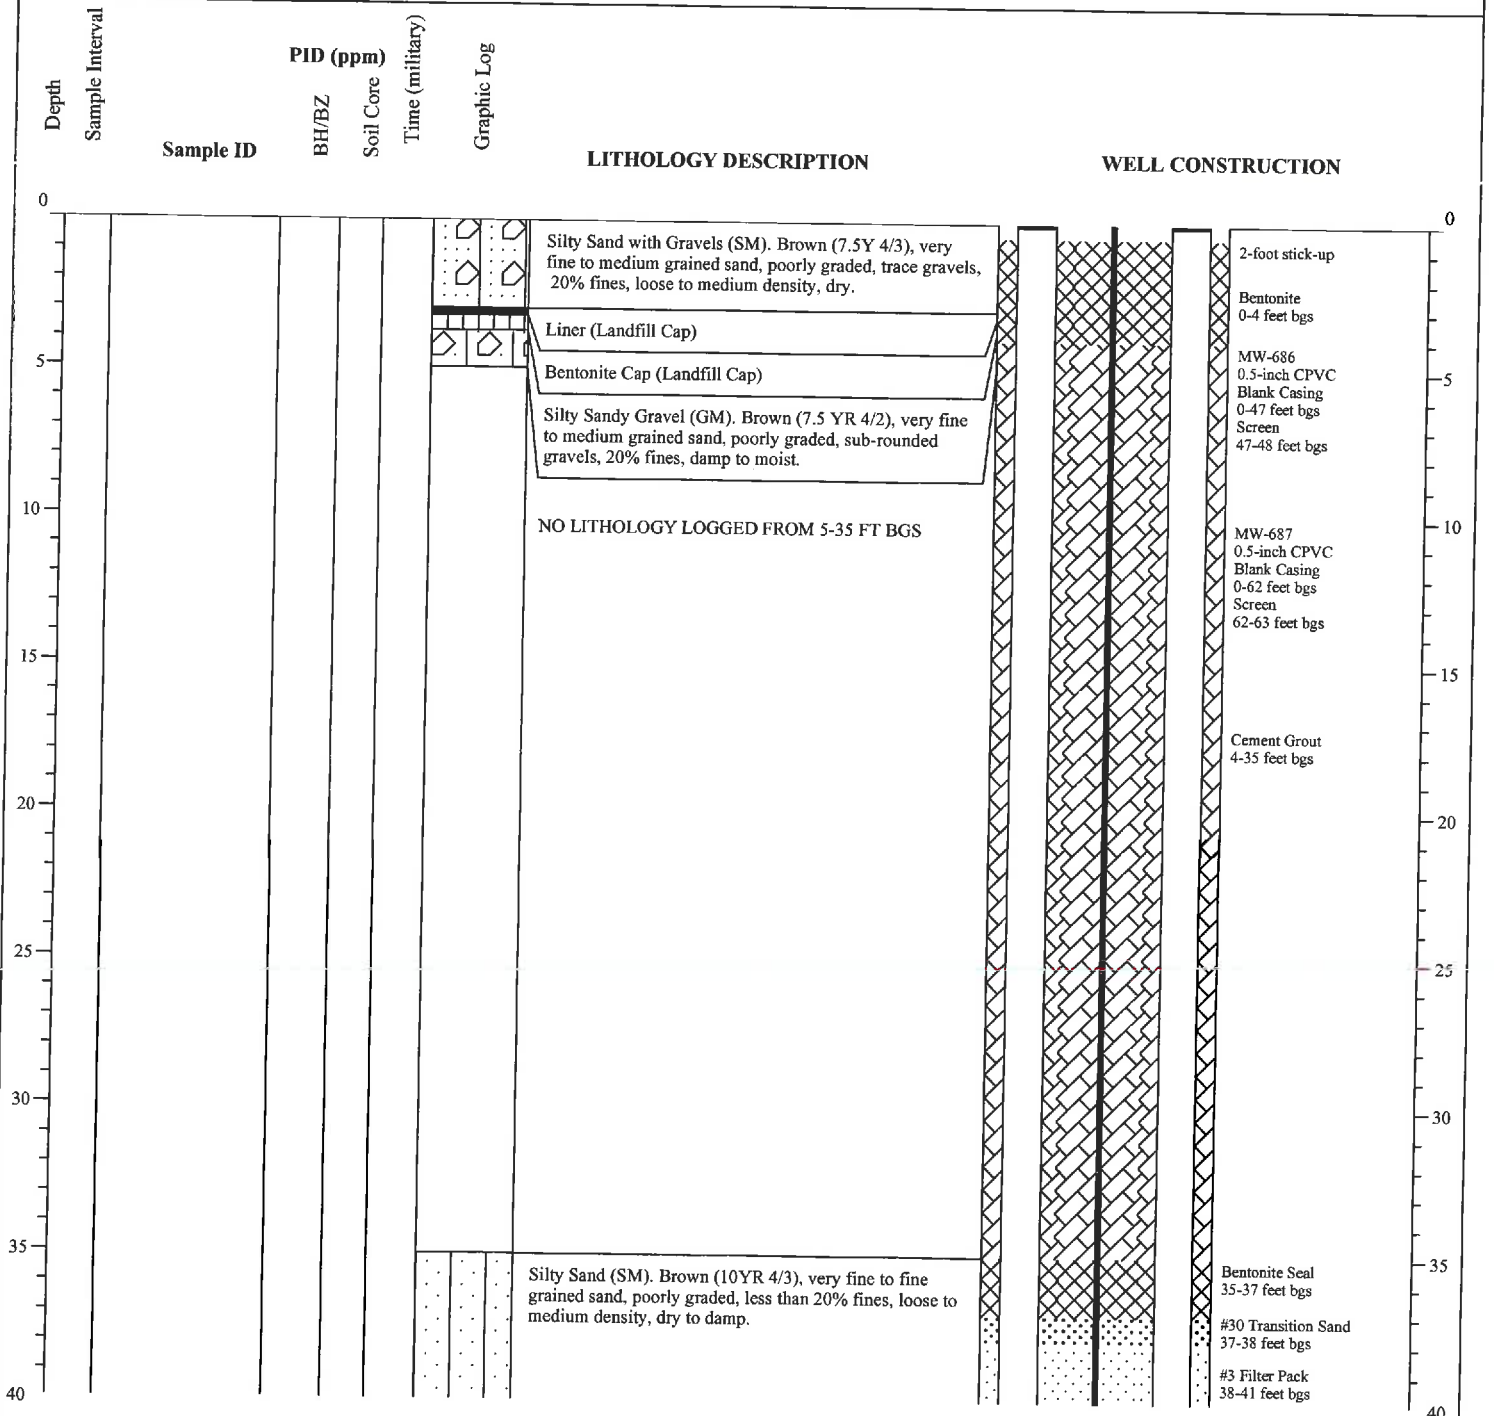 Depth
Sample Interval
Sample ID
PID (ppm)
BH/BZ
Soil Core
Time (military)
Graphic Log
LITHOLOGY DESCRIPTION
WELL CONSTRUCTION
0
5
10
15
20
25
30
35
40
Silty Sand with Gravels (SM). Brown (7.5Y 4/3), very
fine to medium grained sand, poorly graded, trace gravels,
20% fines, loose to medium density, dry.
Liner (Landfill Cap)
Bentonite Cap (Landfill Cap)
Silty Sandy Gravel (GM). Brown (7.5 YR 4/2), very fine
to medium grained sand, poorly graded, sub-rounded
gravels, 20% fines, damp to moist.
NO LITHOLOGY LOGGED FROM 5-35 FT BGS
Silty Sand (SM). Brown (10YR 4/3), very fine to fine
grained sand, poorly graded, less than 20% fines, loose to
medium density, dry to damp.
2-foot stick-up
Bentonite
0-4 feet bgs
MW-686
0.5-inch CPVC
Blank Casing
0-47 feet bgs
Screen
47-48 feet bgs
MW-687
0.5-inch CPVC
Blank Casing
0-62 feet bgs
Screen
62-63 feet bgs
Cement Grout
4-35 feet bgs
Bentonite Seal
35-37 feet bgs
#30 Transition Sand
37-38 feet bgs
#3 Filter Pack
38-41 feet bgs
0
5
10
15
20
25
30
35
40